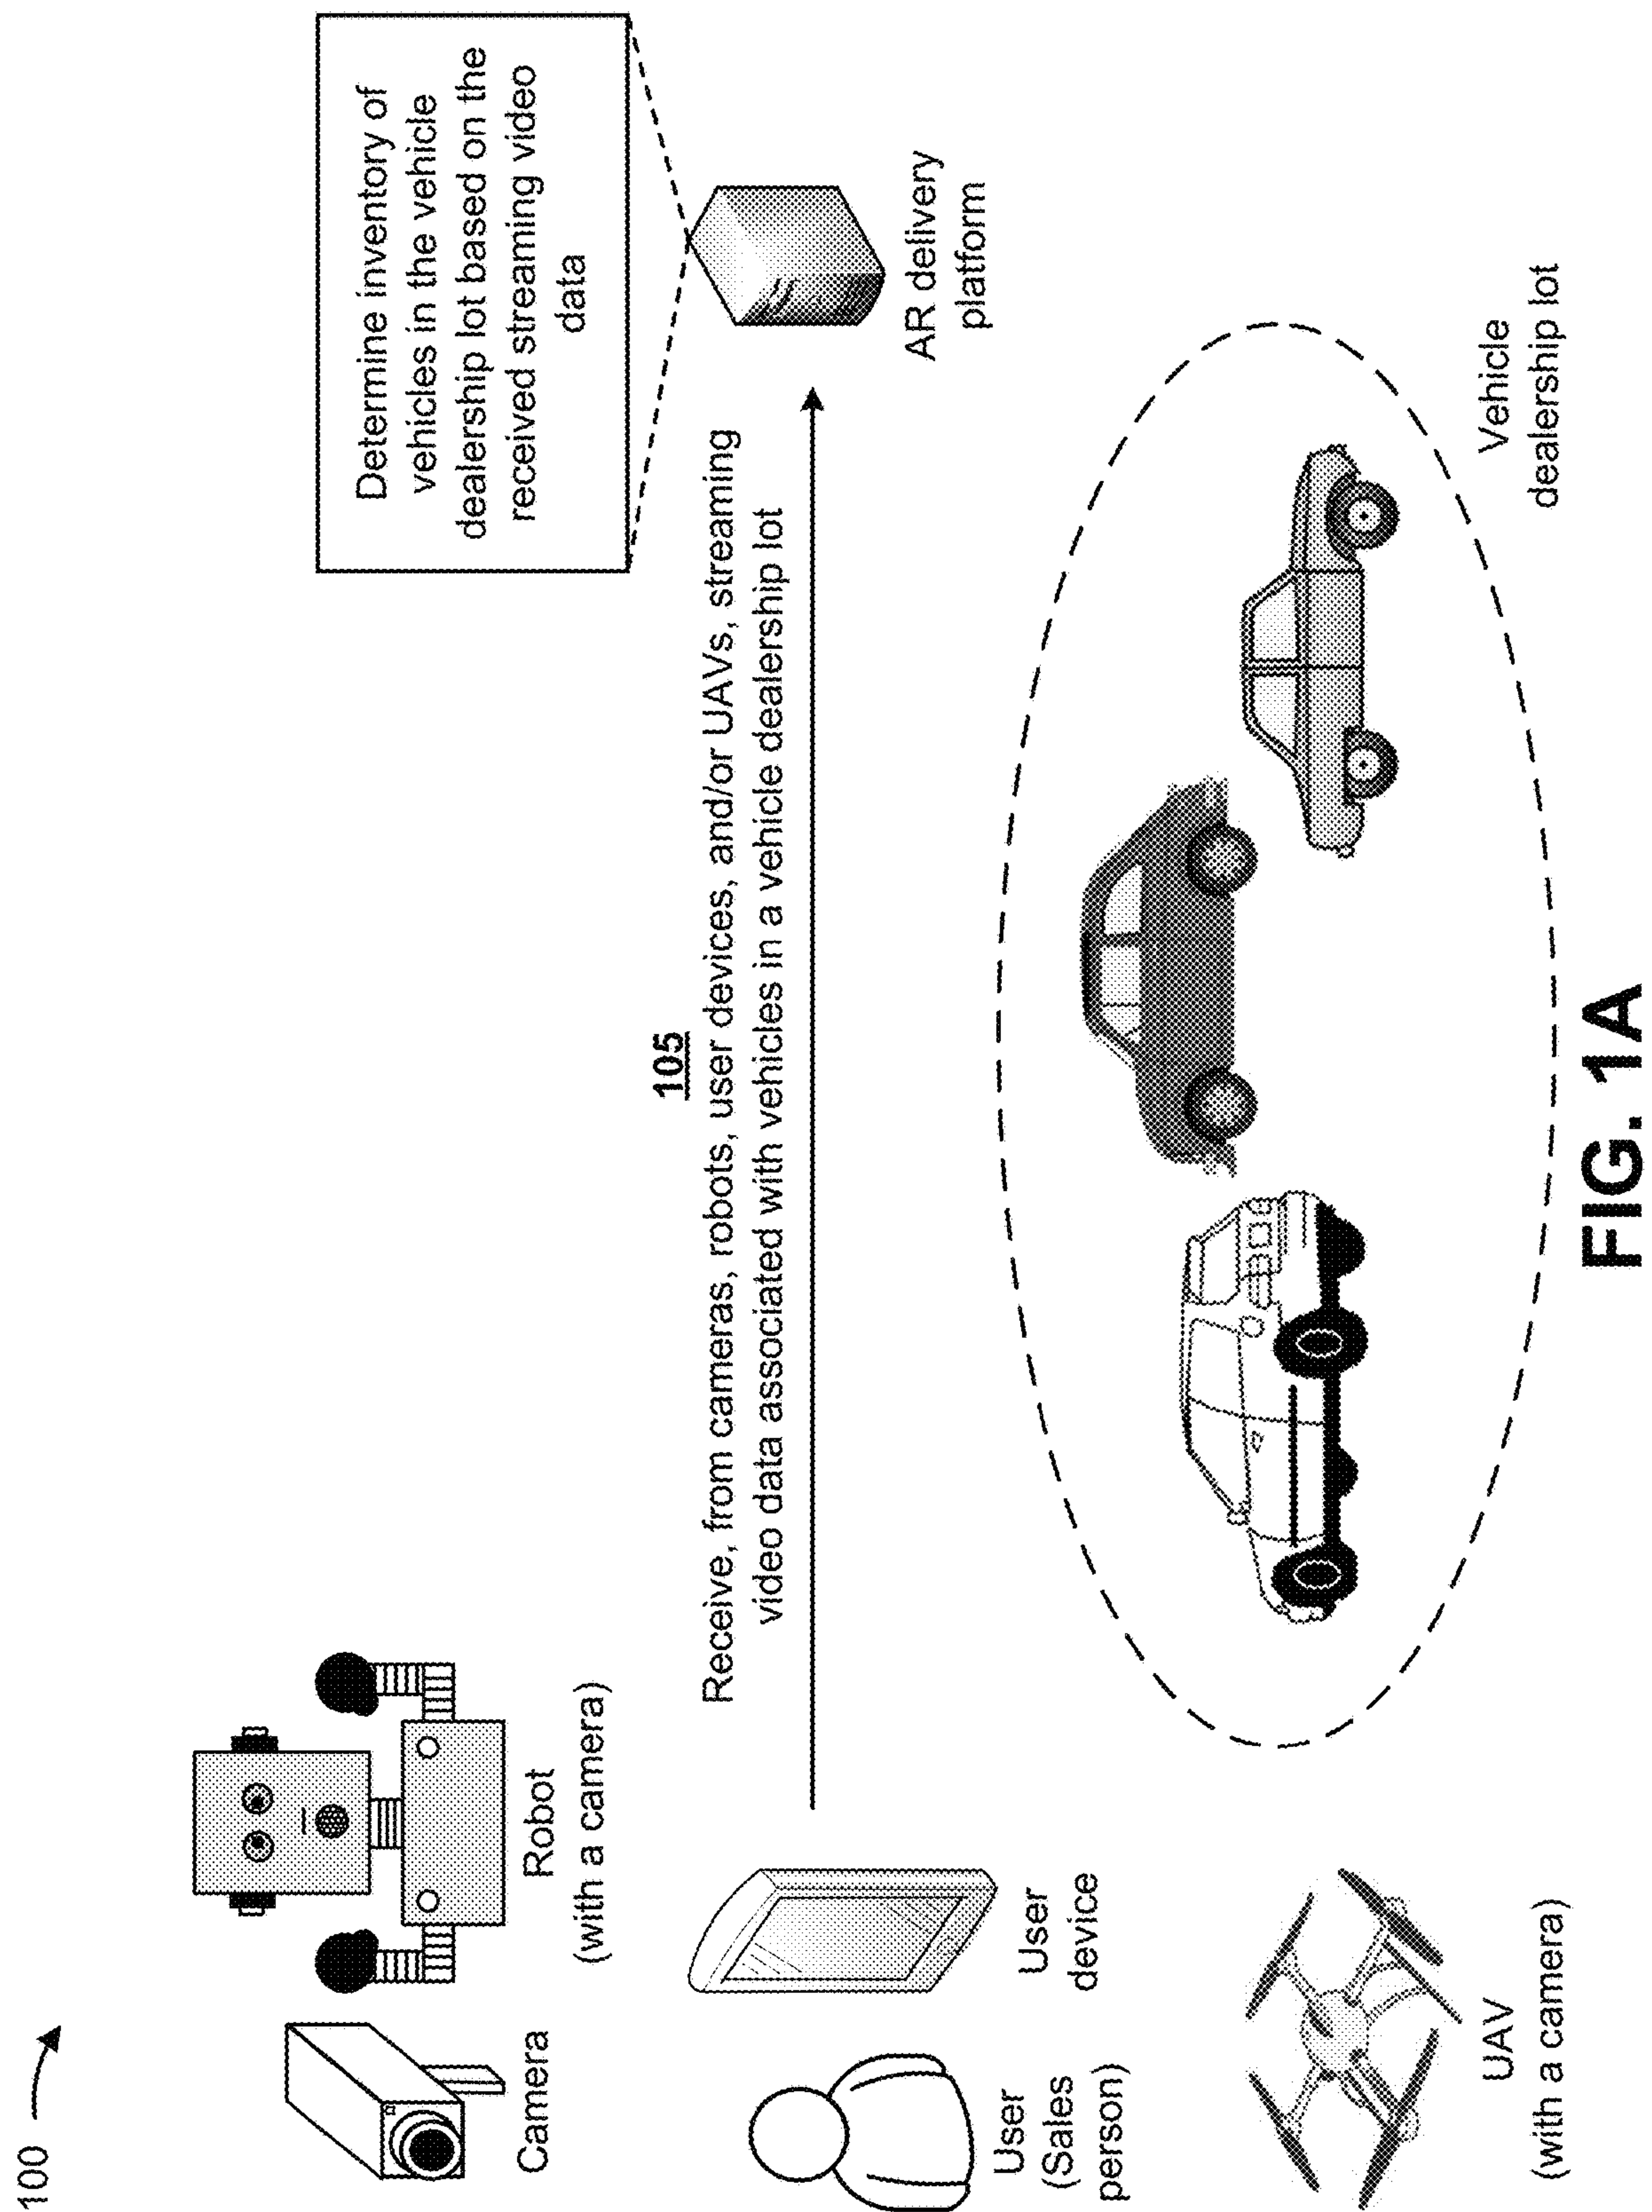 100
Camera
Robot
(with a camera)
User
(Sales
person)
User
device
UAV
(with a camera)
105
Receive, from cameras, robots, user devices, and/or UAVs, streaming
video data associated with vehicles in a vehicle dealership lot
Determine inventory of
vehicles in the vehicle
dealership lot based on the
received streaming video
data
AR delivery
platform
Vehicle
dealership lot
FIG. 1A